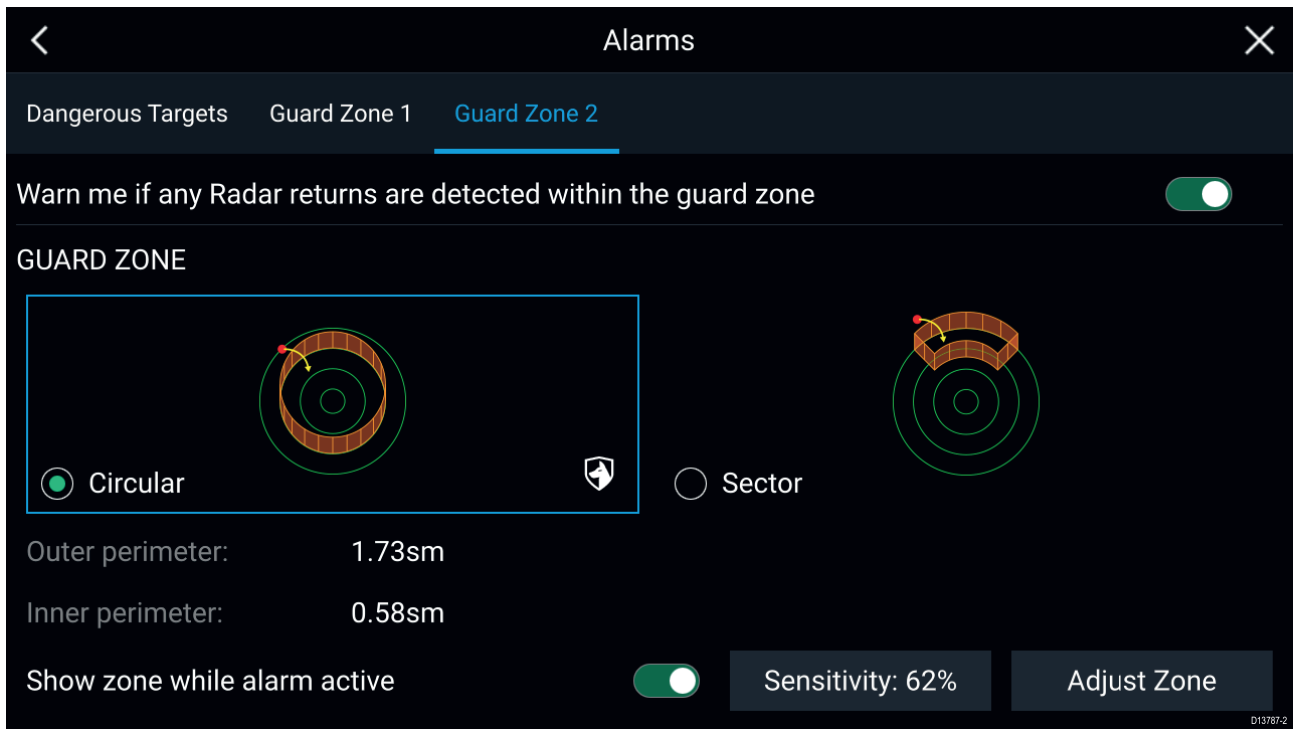 Alarms
Dangerous Targets Guard Zone 1 Guard Zone 2
Warn me if any Radar returns are detected within the guard zone
GUARD ZONE
Circular
Sector
Outer perimeter: 1.73sm
Inner perimeter: 0.58sm
Show zone while alarm active Sensitivity: 62% Adjust Zone
D13787-2